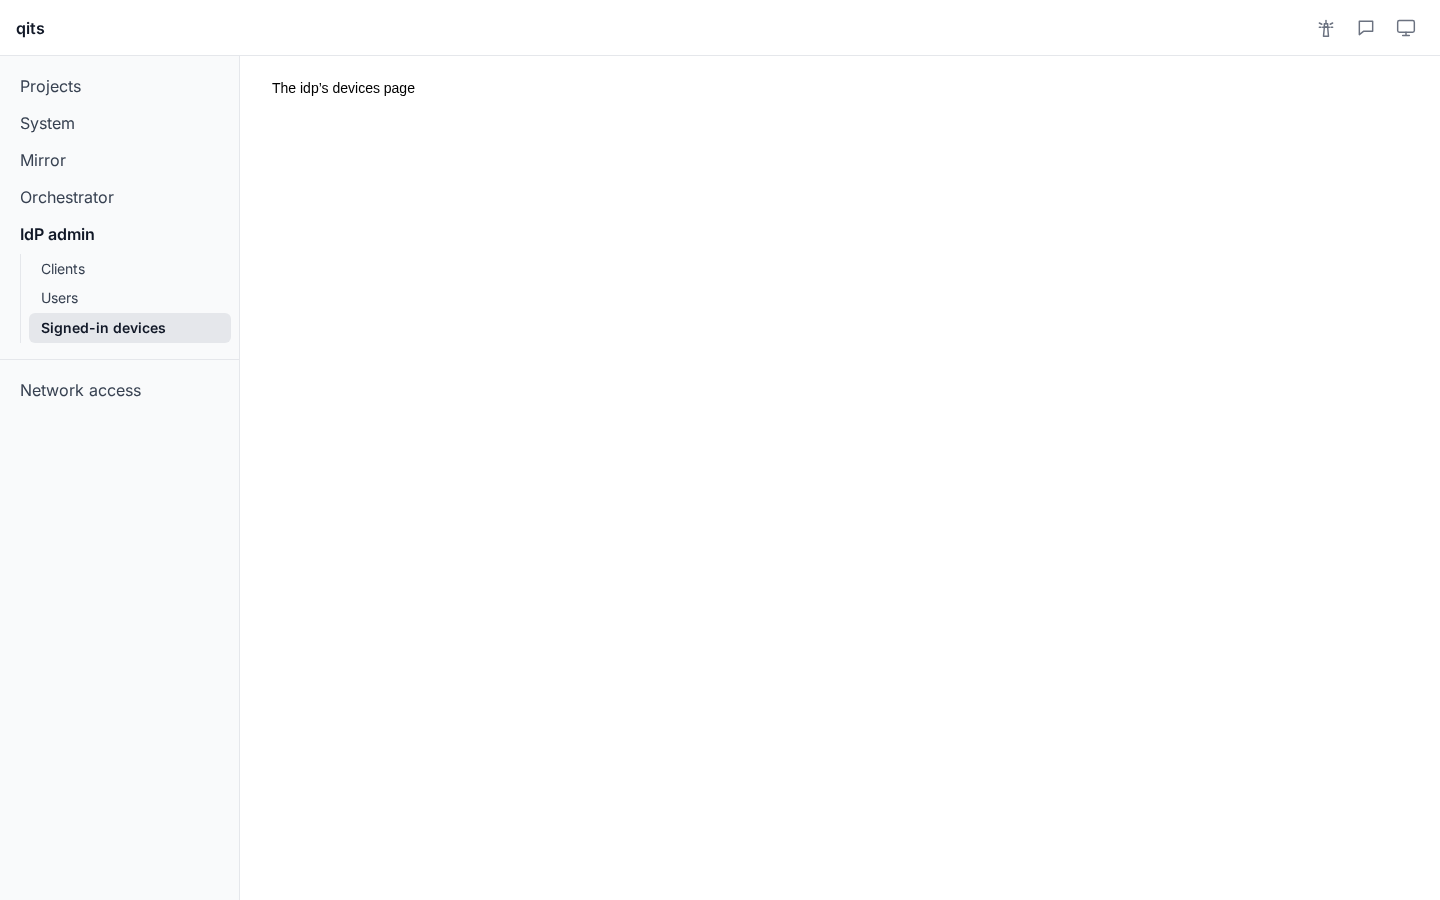 qits
Projects
System
Mirror
Orchestrator
IdP admin
Clients
Users
Signed-in devices
Network access
The idp's devices page